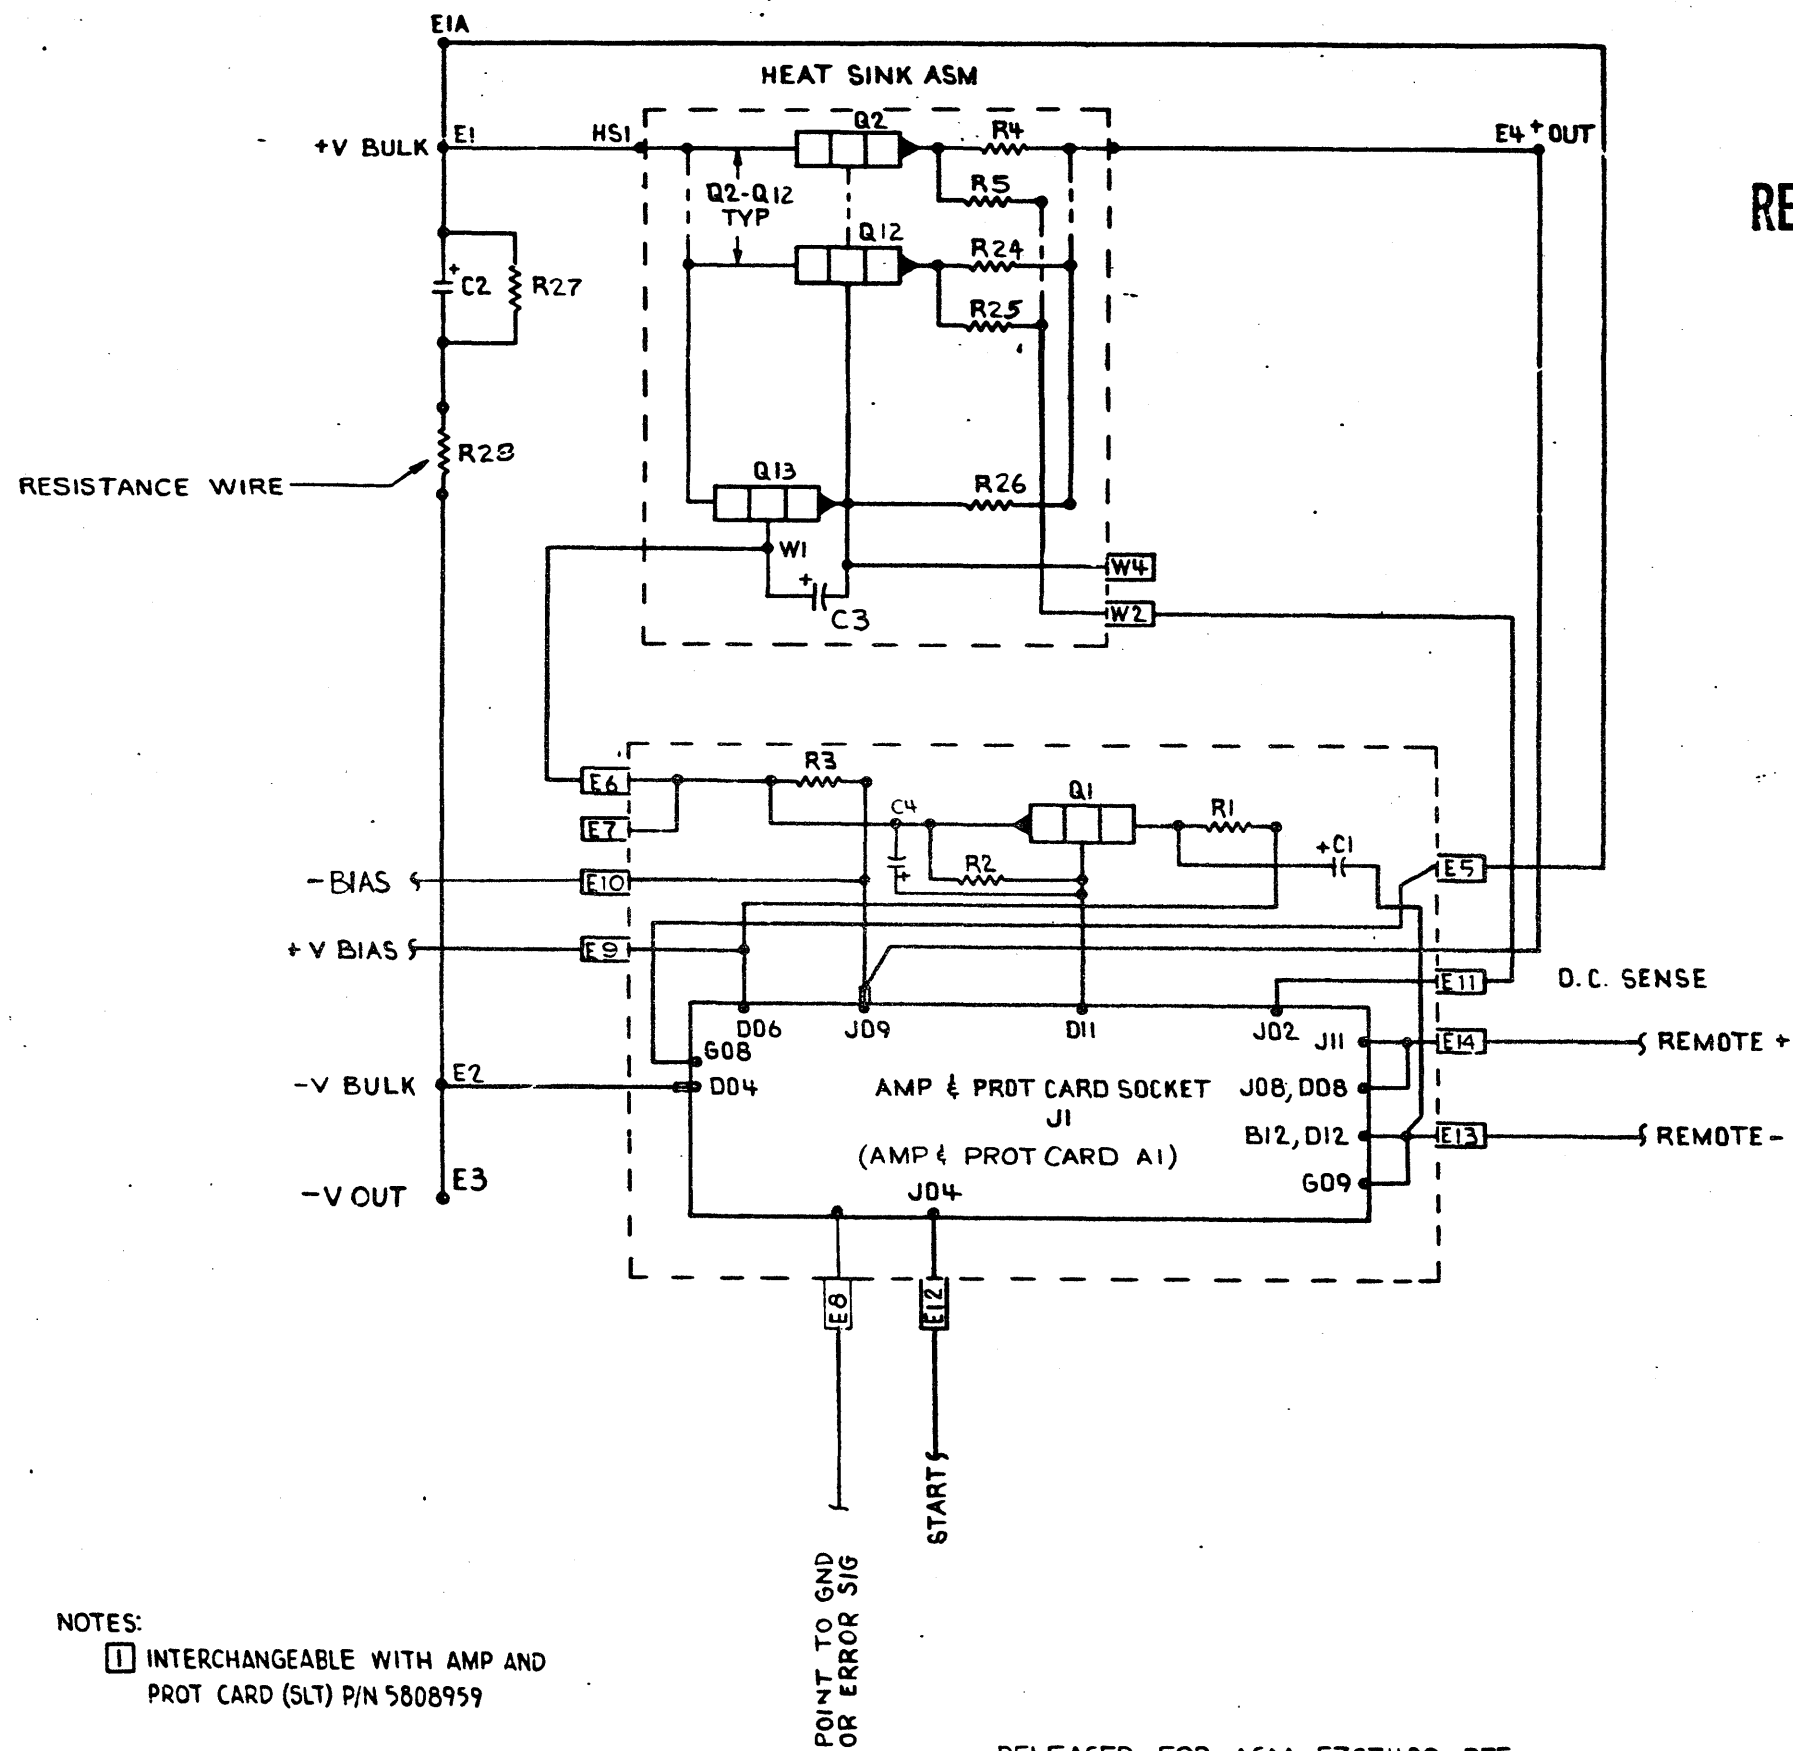 E1A
HEAT SINK ASM
+V BULK
E1
HS1
Q2
R4
E4 + OUT
RE
R5
Q2-Q12
TYP
Q12
R24
+
C2
R27
R25
R28
RESISTANCE WIRE
Q13
R26
W1
W4
+
C3
W2
R3
E6
Q1
C4
R1
E7
+C1
R2
E5
-BIAS
E10
+
+V BIAS
E9
E11
D.C. SENSE
D06
J09
D11
J02
J11
E14
REMOTE +
G08
-V BULK
E2
D04
AMP & PROT CARD SOCKET
J08, D08
J1
B12, D12
E13
REMOTE -
(AMP & PROT CARD A1)
-V OUT
E3
J04
G09
E8
E12
START
POINT TO GND
OR ERROR SIG
NOTES:
1 INTERCHANGEABLE WITH AMP AND
PROT CARD (SLT) P/N 5808959
RELEASED FOR ASM